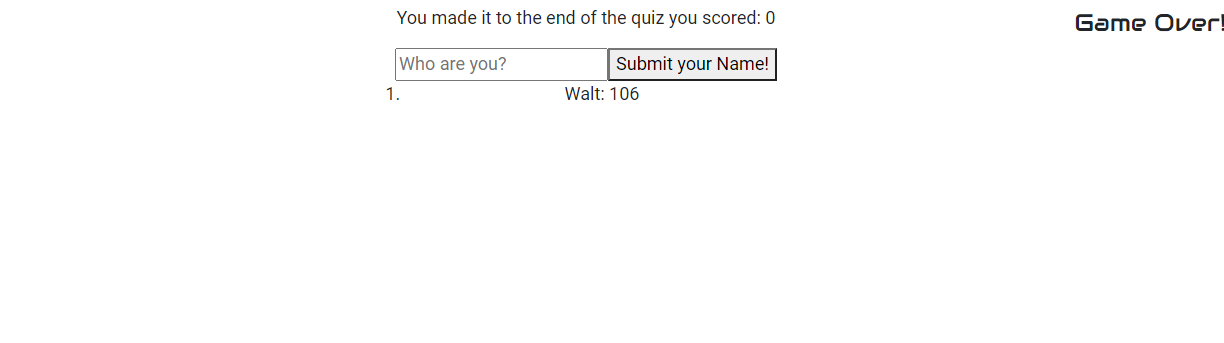 You made it to the end of the quiz you scored: 0
Game Over!
Who are you?
Submit your Name!
1. Walt: 106